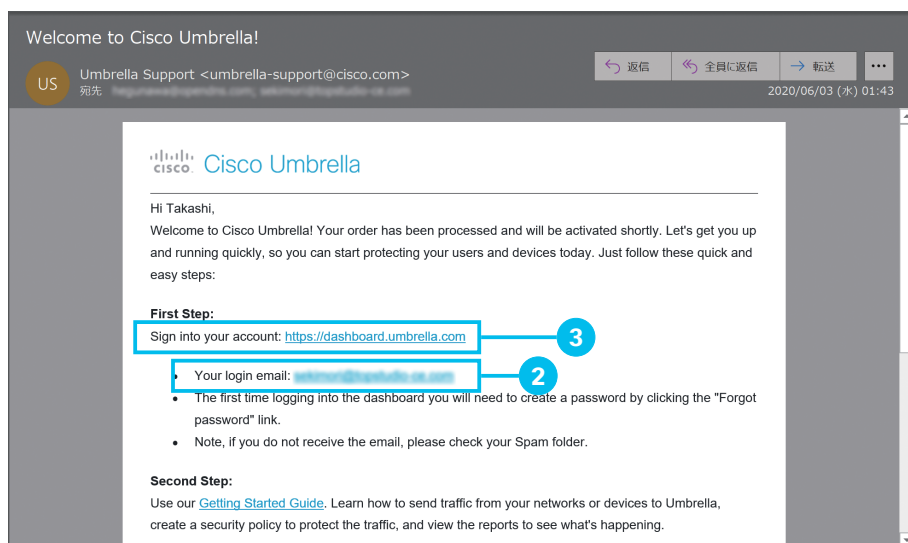 Welcome to Cisco Umbrella!
US
Umbrella Support <umbrella-support@cisco.com>
宛先
返信
全員に返信
転送
2020/06/03 (水) 01:43
CISCO. Cisco Umbrella
Hi Takashi,
Welcome to Cisco Umbrella! Your order has been processed and will be activated shortly. Let's get you up
and running quickly, so you can start protecting your users and devices today. Just follow these quick and
easy steps:
First Step:
Sign into your account: https://dashboard.umbrella.com
3
• Your login email:
2
• The first time logging into the dashboard you will need to create a password by clicking the "Forgot
password" link.
• Note, if you do not receive the email, please check your Spam folder.
Second Step:
Use our Getting Started Guide. Learn how to send traffic from your networks or devices to Umbrella,
create a security policy to protect the traffic, and view the reports to see what's happening.